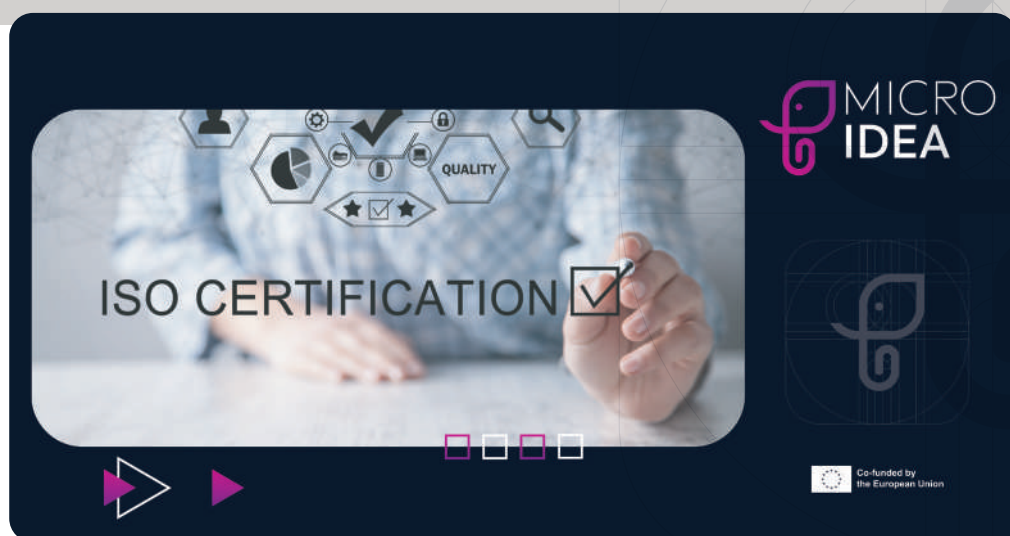 MICRO
IDEA
QUALITY
ISO CERTIFICATION
Co-funded by
the European Union